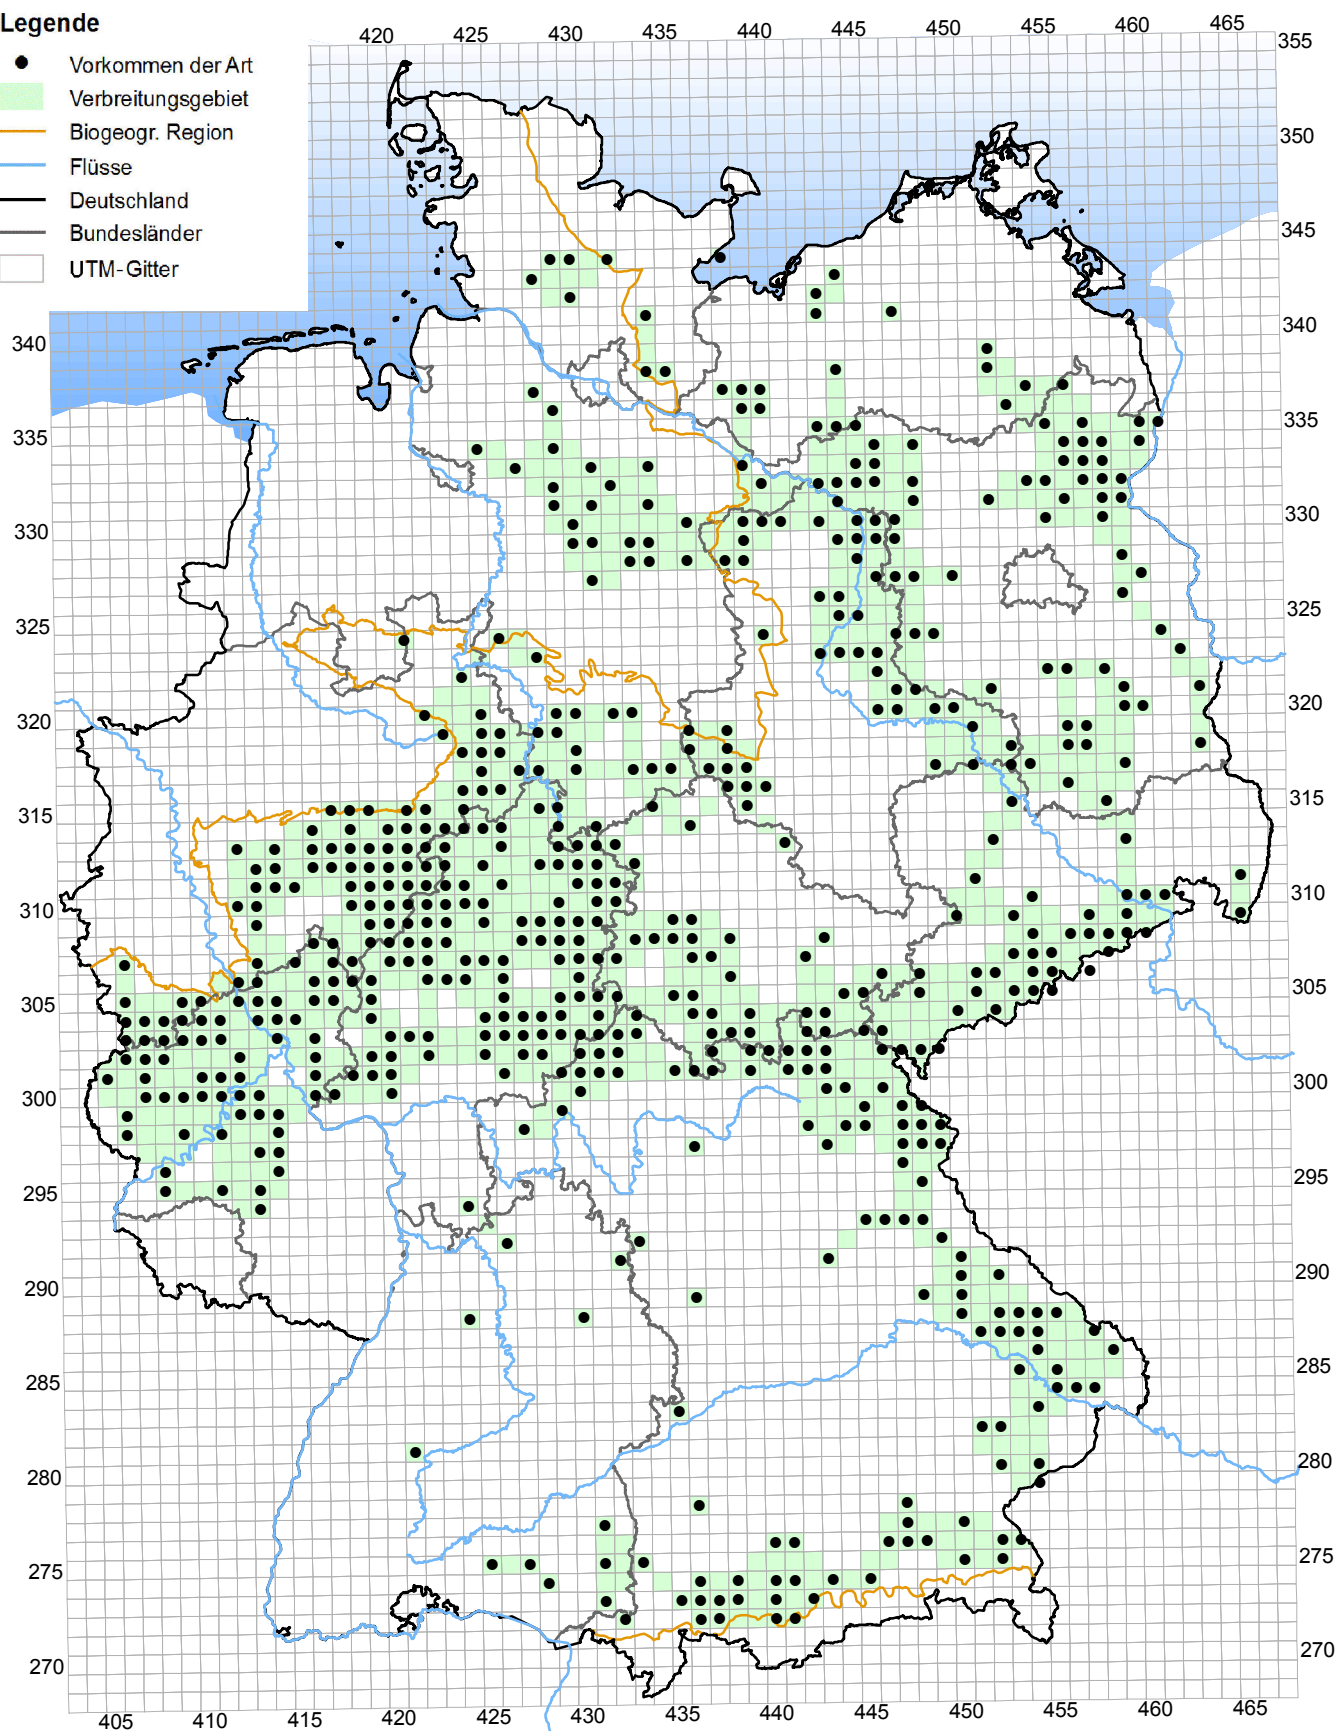 Legende
Vorkommen der Art
Verbreitungsgebiet
Biogeogr. Region
Flüsse
Deutschland
Bundesländer
UTM-Gitter
420 425 430 435 440 445 450 455 460 465
355
350
345
340 340
335 335
330 330
325 325
320 320
315 315
310 310
305 305
300 300
295 295
290 290
285 285
280 280
275 275
270 270
405 410 415 420 425 430 435 440 445 450 455 460 465